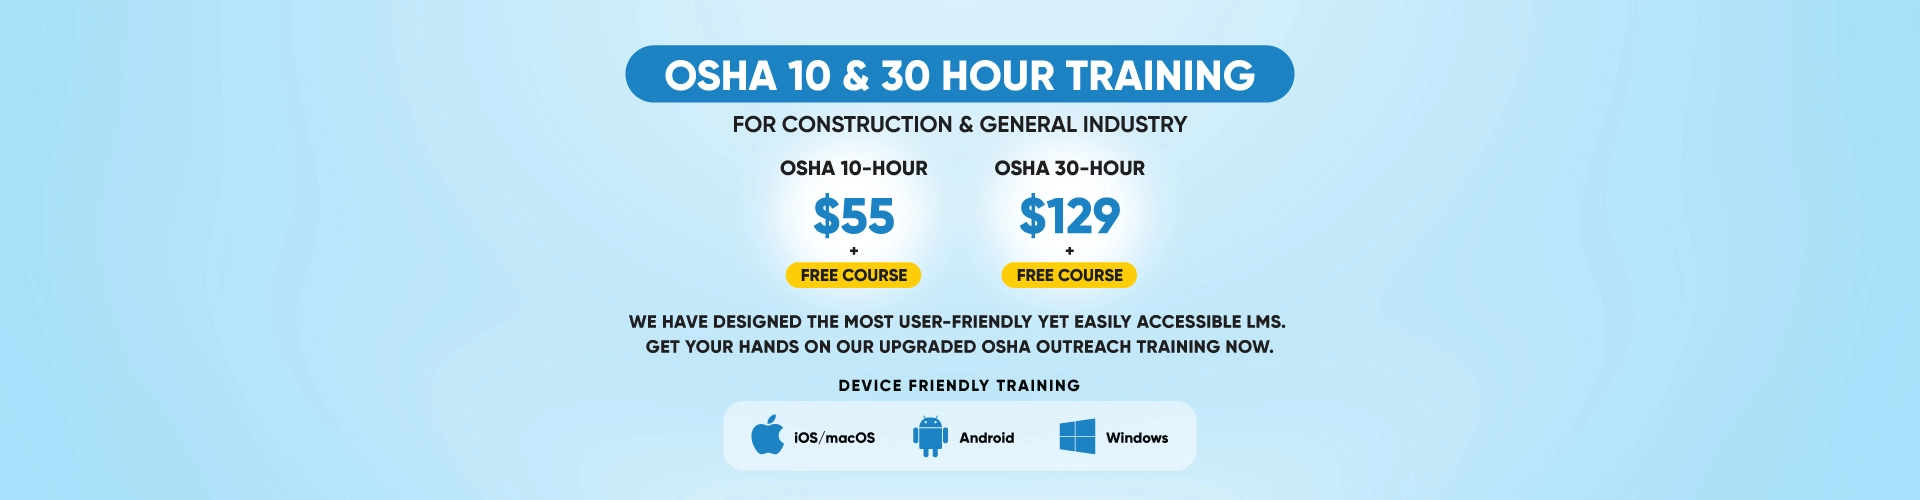 OSHA 10 & 30 HOUR TRAINING
FOR CONSTRUCTION & GENERAL INDUSTRY
OSHA 10-HOUR
$55
+
FREE COURSE
OSHA 30-HOUR
$129
+
FREE COURSE
WE HAVE DESIGNED THE MOST USER-FRIENDLY YET EASILY ACCESSIBLE LMS.
GET YOUR HANDS ON OUR UPGRADED OSHA OUTREACH TRAINING NOW.
DEVICE FRIENDLY TRAINING
iOS/macOS
Android
Windows